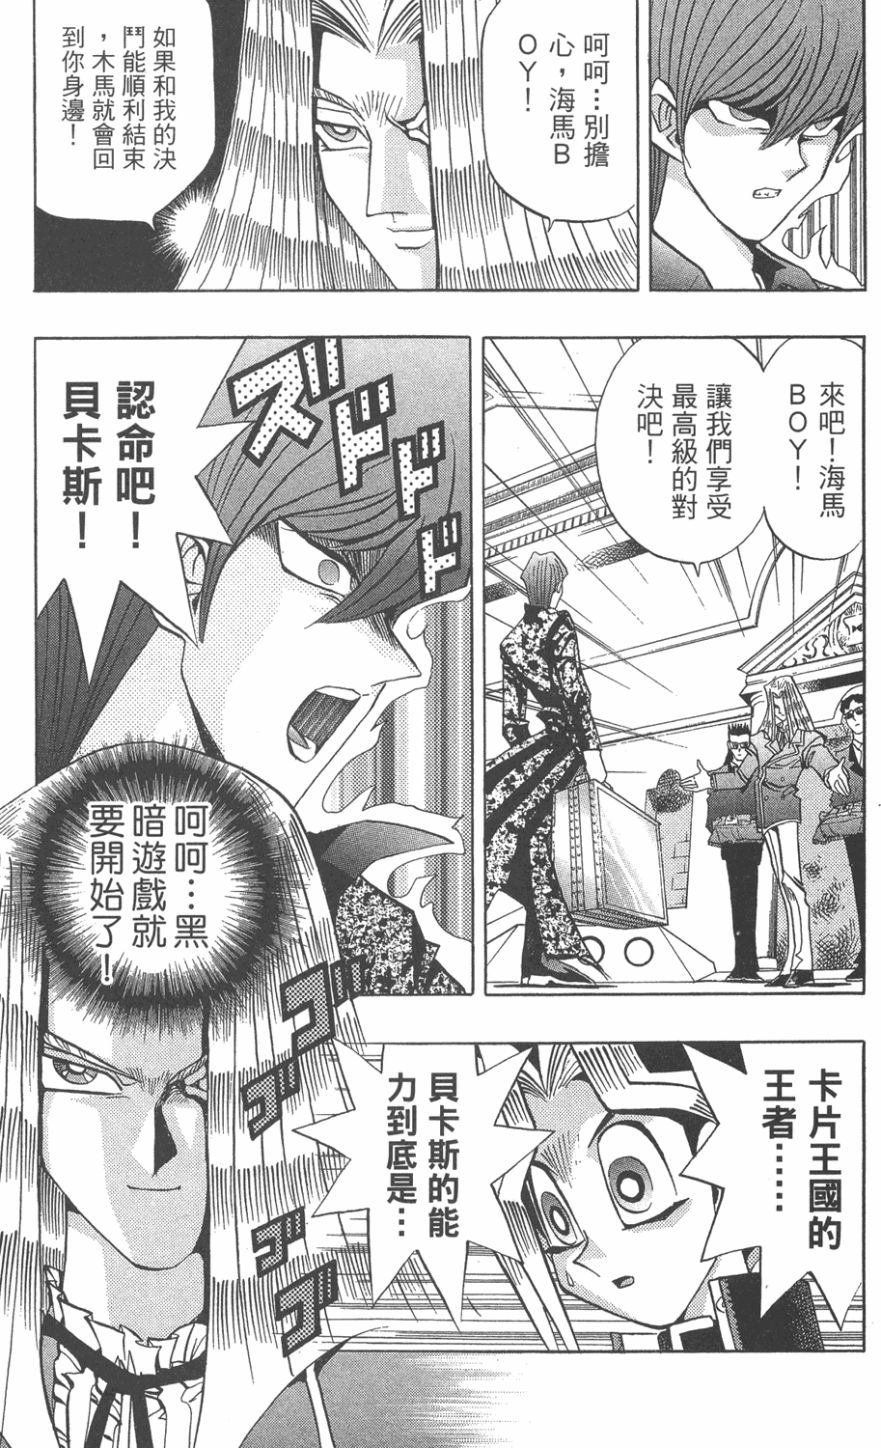 呵呵…別擔
心，海馬B
OY！
如果和我的決
鬥能順利結束
，木馬就會回
到你身邊！
來吧！海馬
BOY！
讓我們享受
最高級的對
決吧！
ズドドド
認命吧！
貝卡斯！
呵呵…黑
暗遊戲就
要開始了！
卡片王國的
王者……
貝卡斯的能
力到底是…
ゴゴゴゴ